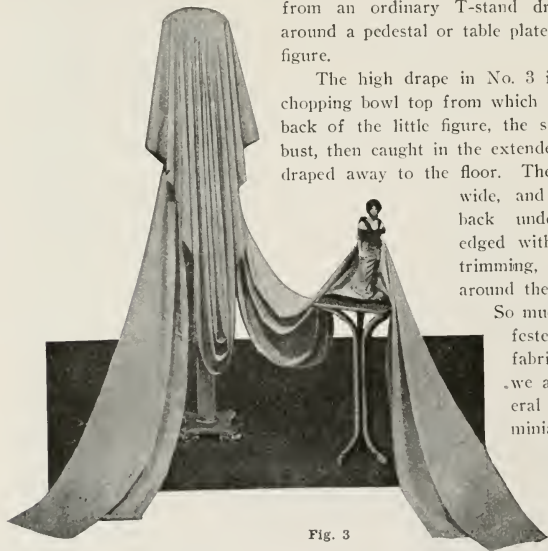 from an ordinary T-stand dr
around a pedestal or table plate
figure.
The high drape in No. 3 i
chopping bowl top from which
back of the little figure, the s
bust, then caught in the extende
draped away to the floor. The
wide, and
back unde
edged with
trimming,
around the
So mu
feste
fabri
we a
eral
minia
Fig. 3